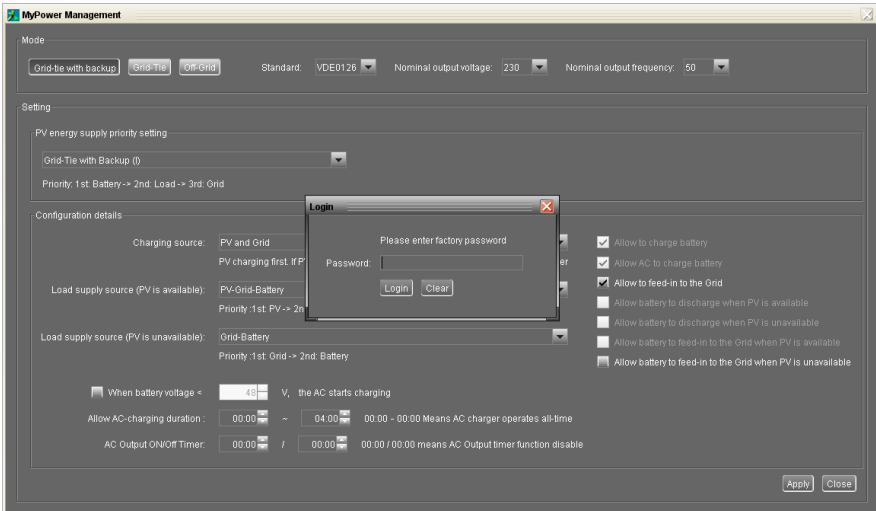 MyPower Management
Mode
Grid-tie with backup Grid-Tie Off-Grid Standard: VDE0126 Nominal output voltage: 230 Nominal output frequency: 50
Setting
PV energy supply priority setting
Grid-Tie with Backup (I)
Priority: 1st: Battery-> 2nd: Load -> 3rd: Grid
Login
Please enter factory password
Password:
Login Clear
Configuration details
Charging source: PV and Grid
PV charging first. If P
Load supply source (PV is available): PV-Grid-Battery
Priority :1st: PV -> 2n
Load supply source (PV is unavailable): Grid-Battery
Priority :1st: Grid -> 2nd: Battery
Allow to charge battery
Allow AC to charge battery
Allow to feed-in to the Grid
Allow battery to discharge when PV is available
Allow battery to discharge when PV is unavailable
Allow battery to feed-in to the Grid when PV is available
Allow battery to feed-in to the Grid when PV is unavailable
When battery voltage < 48 V, the AC starts charging
Allow AC-charging duration : 00:00 ~ 04:00 00:00 ~ 00:00 Means AC charger operates all-time
AC Output ON/Off Timer: 00:00 / 00:00 00:00 / 00:00 means AC Output timer function disable
Apply Close